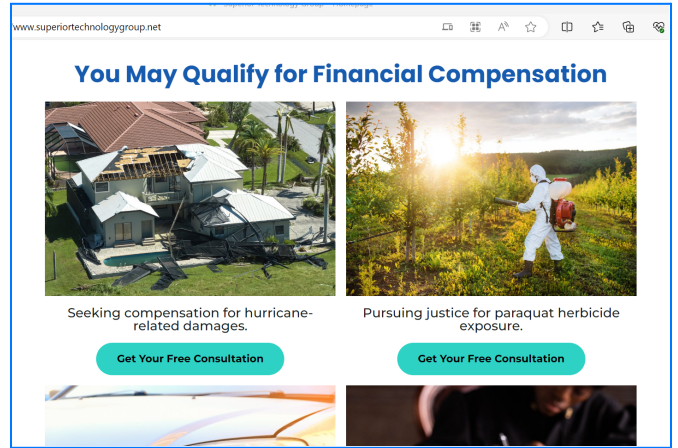 www.superiortechnologygroup.net
You May Qualify for Financial Compensation
Seeking compensation for hurricane-
related damages.
Get Your Free Consultation
Pursuing justice for paraquat herbicide
exposure.
Get Your Free Consultation